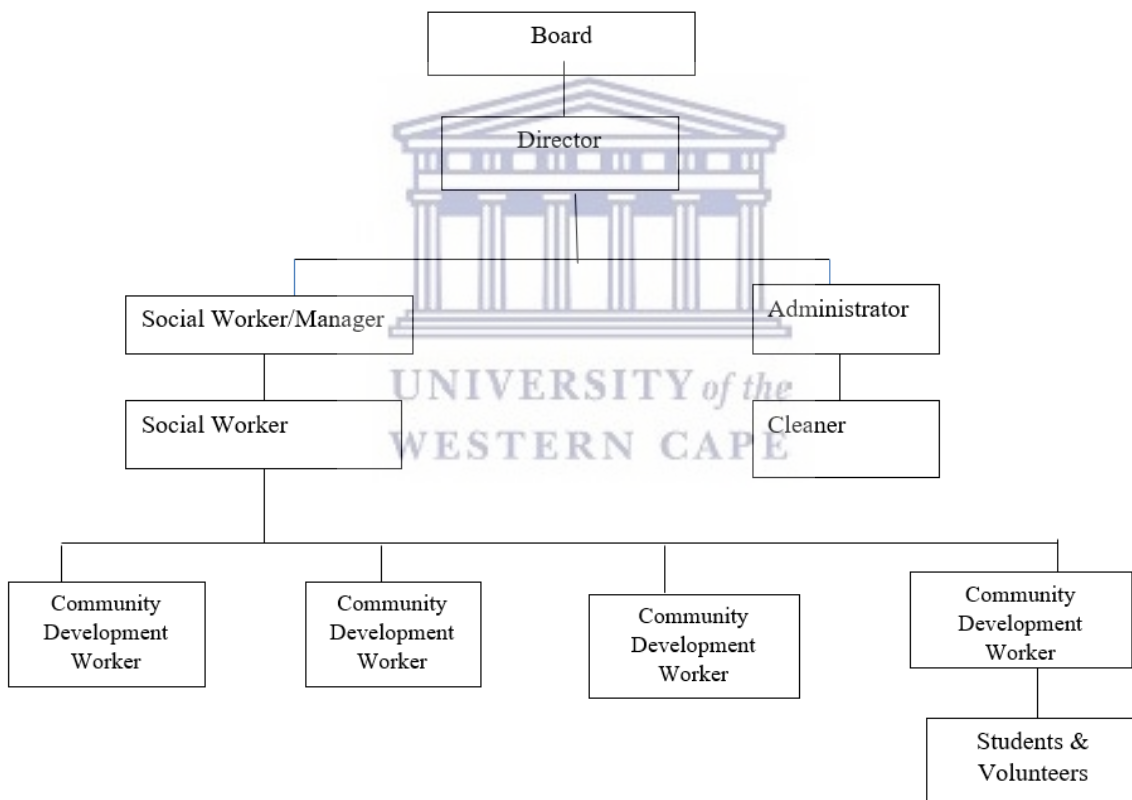 Board
Director
Social Worker/Manager
Administrator
UNIVERSITY of the
WESTERN CAPE
Social Worker
Cleaner
Community
Development
Worker
Community
Development
Worker
Community
Development
Worker
Community
Development
Worker
Students &
Volunteers